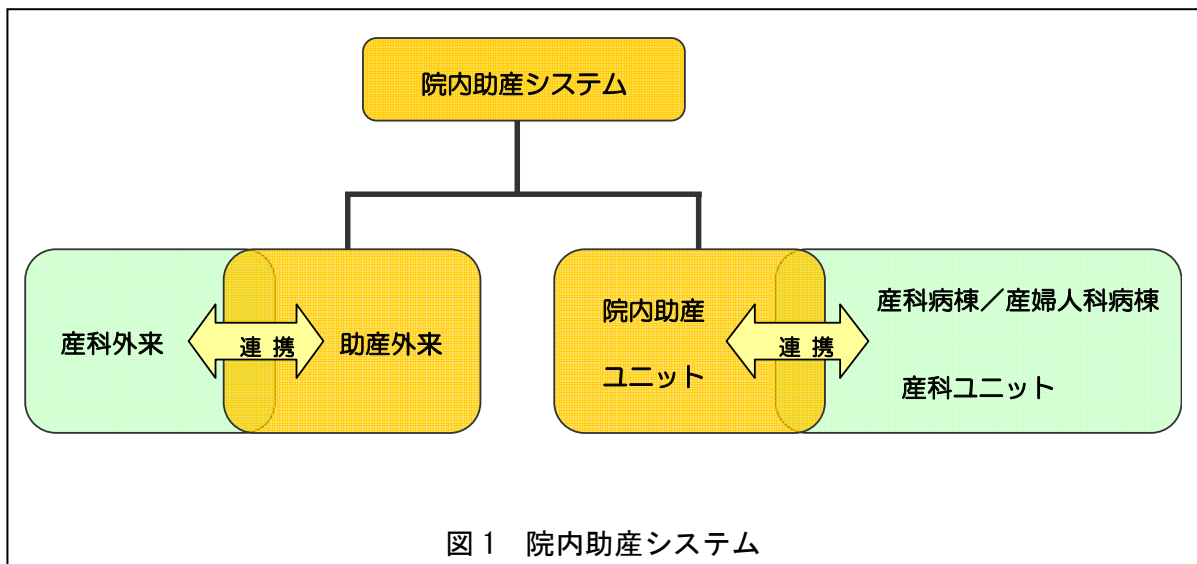 院内助産システム
産科外来
連 携
助産外来
院内助産
ユニット
連 携
産科病棟／産婦人科病棟
産科ユニット
図１　院内助産システム